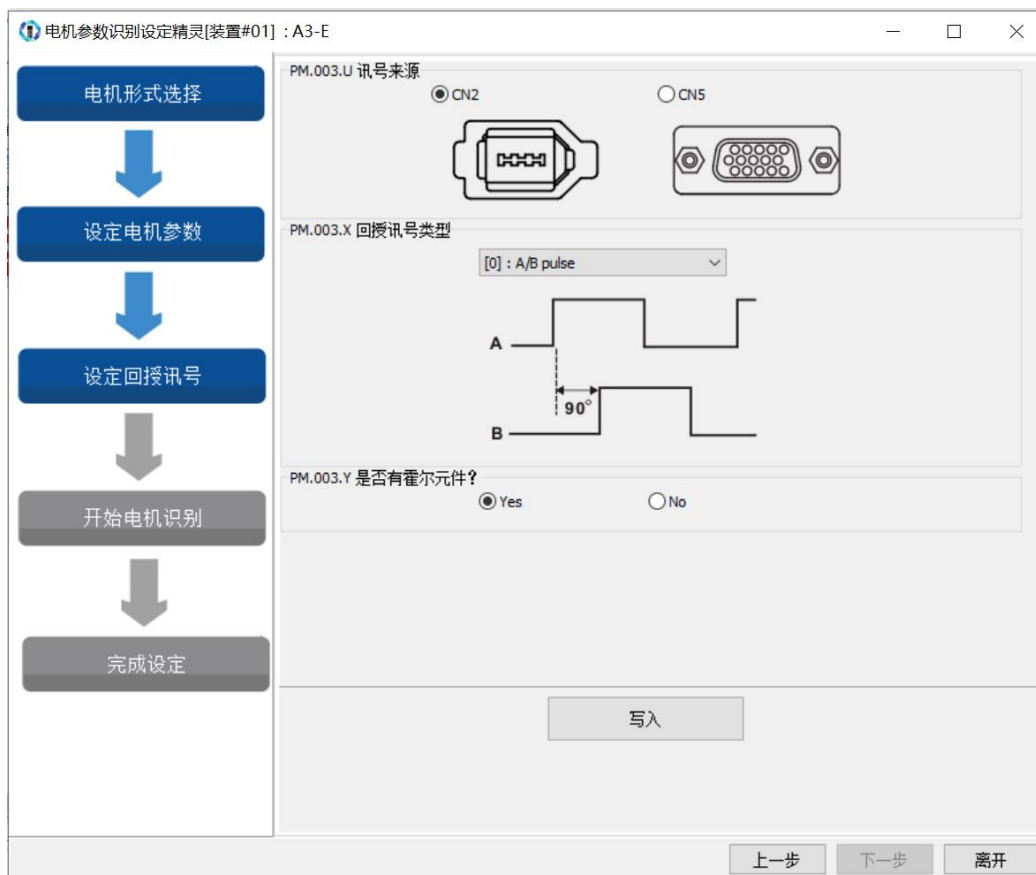 电机参数识别设定精灵[装置#01] : A3-E
电机形式选择
设定电机参数
设定回授讯号
开始电机识别
完成设定
PM.003.U 讯号来源
CN2 CN5
PM.003.X 回授讯号类型
[0] : A/B pulse
A
90°
B
PM.003.Y 是否有霍尔元件?
Yes No
写入
上一步 下一步 离开